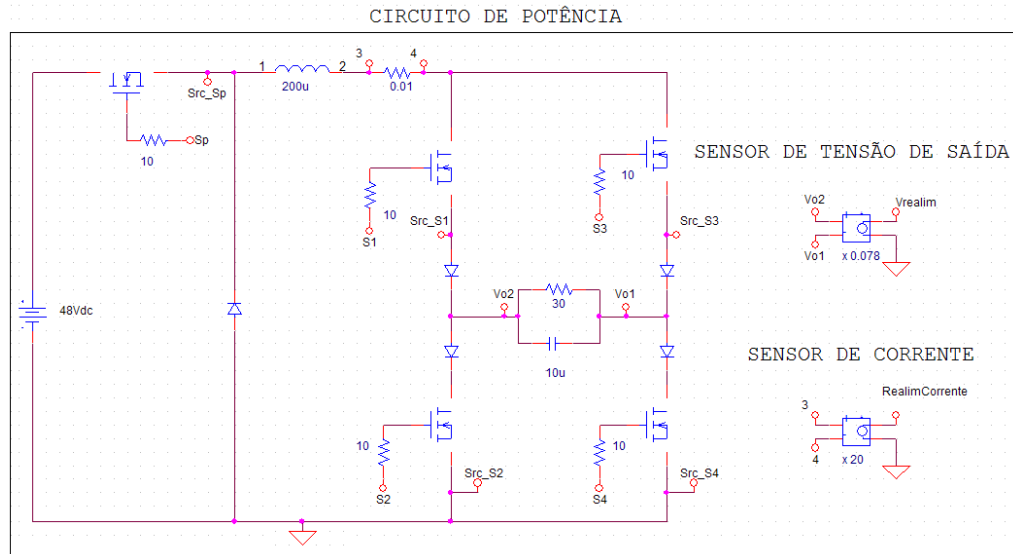 CIRCUITO DE POTÊNCIA
3
4
1
2
Src_Sp
200u
0.01
Sp
10
10
S1
Src_S1
10
S3
Src_S3
SENSOR DE TENSÃO DE SAÍDA
Vo2
Vrealim
Vo1
x 0.078
48Vdc
Vo2
30
Vo1
10u
SENSOR DE CORRENTE
3
RealimCorrente
4
x 20
10
S2
Src_S2
10
S4
Src_S4